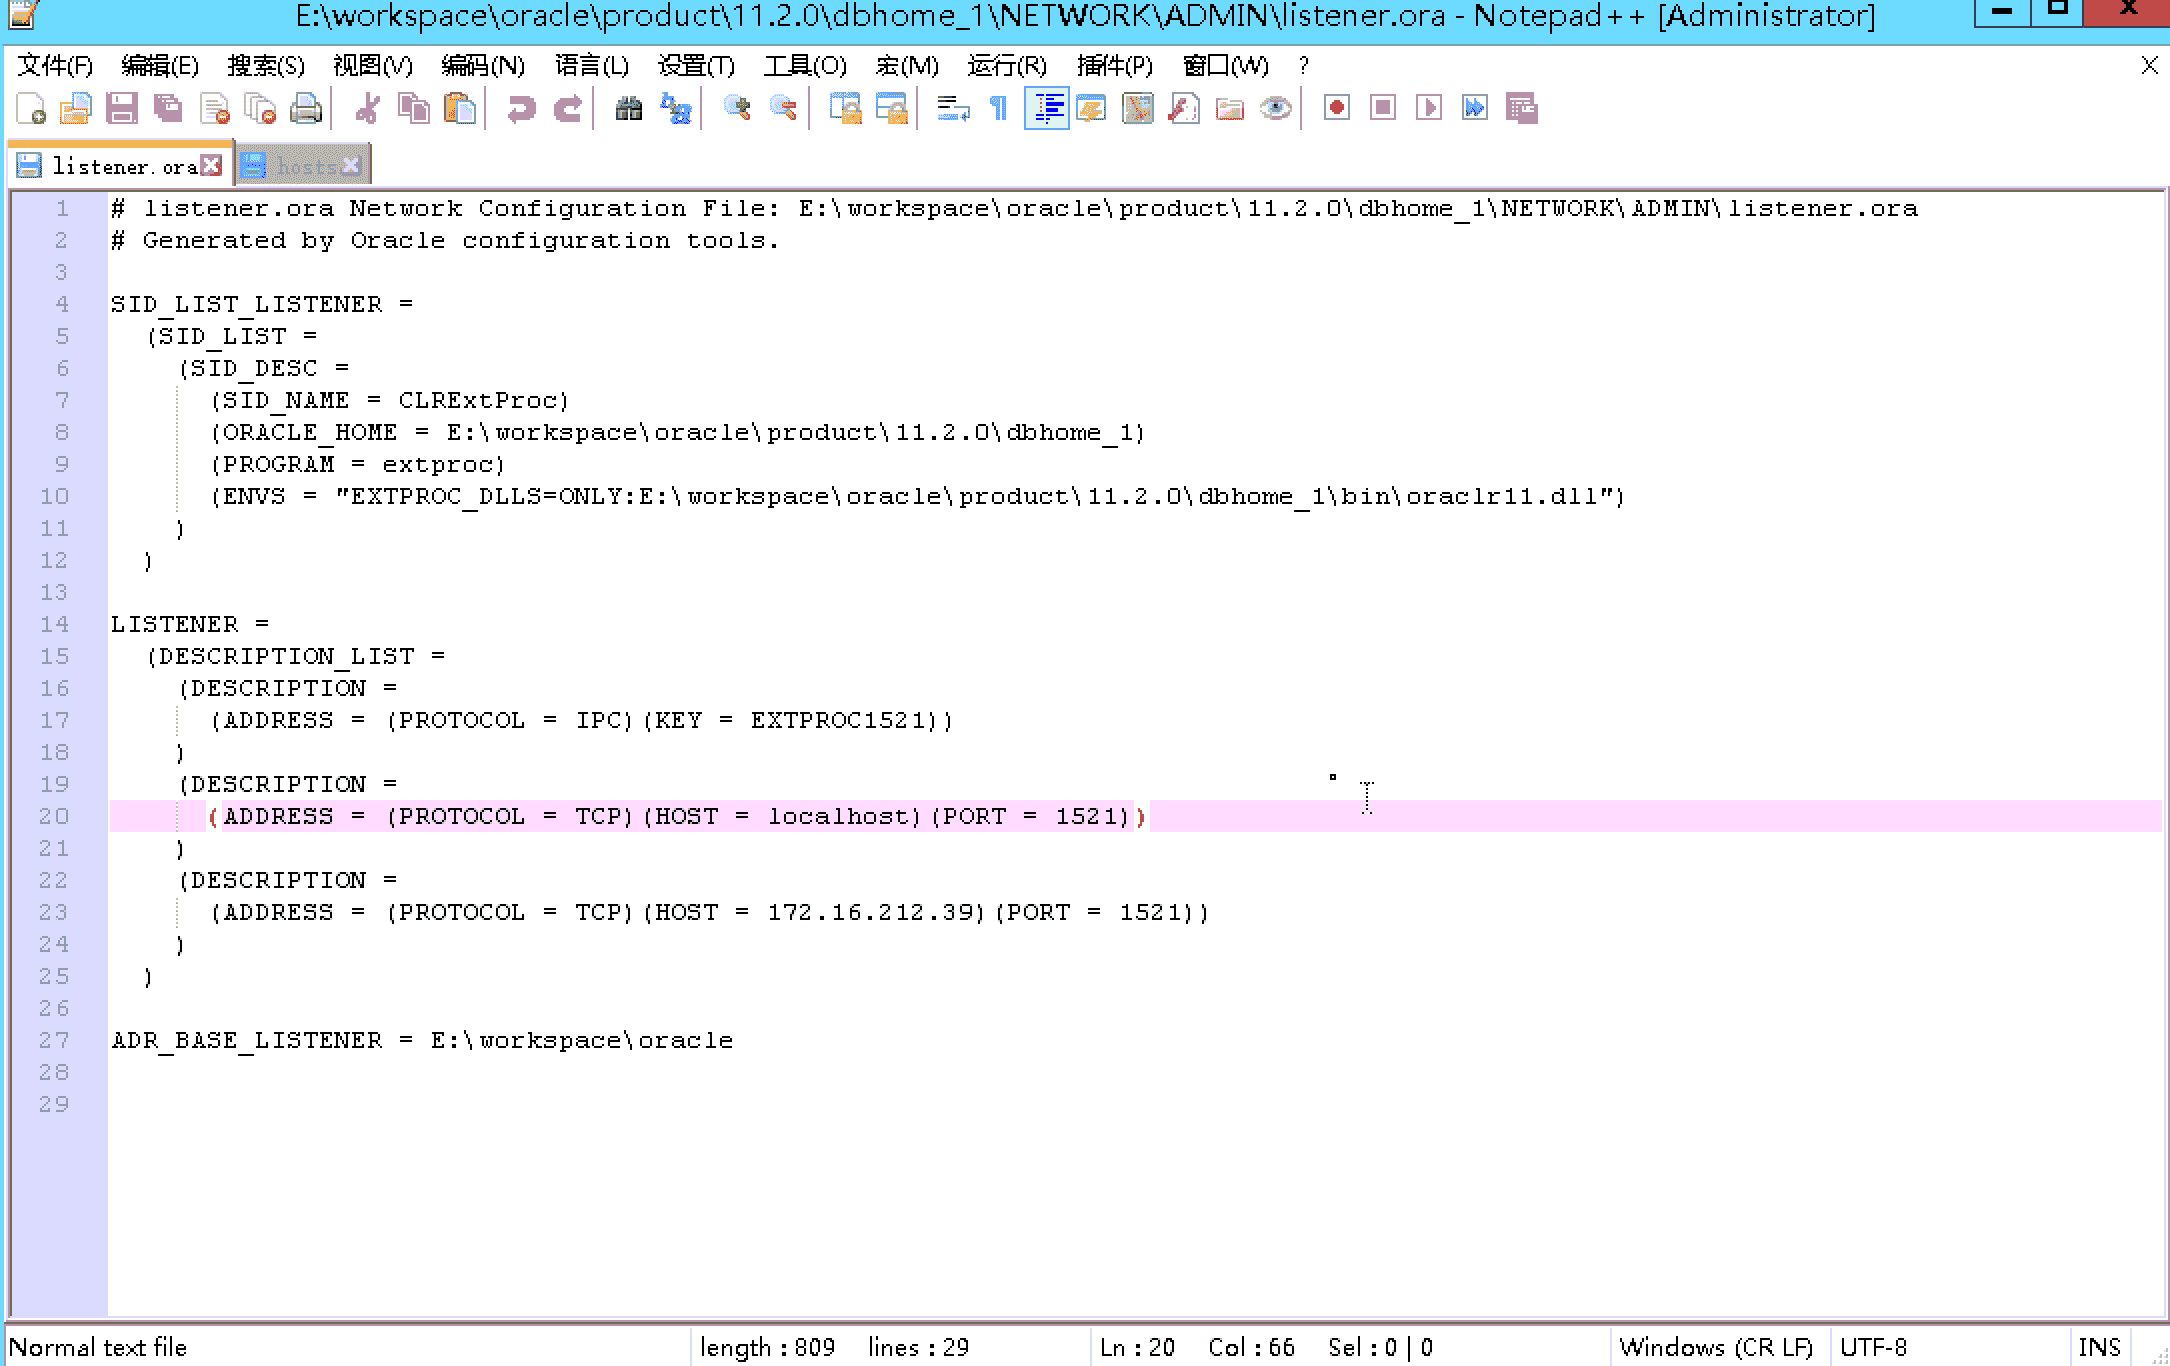 E:\workspace\oracle\product\11.2.0\dbhome_1\NETWORK\ADMIN\listener.ora - Notepad++ [Administrator]
文件(F) 编辑(E) 搜索(S) 视图(V) 编码(N) 语言(L) 设置(T) 工具(O) 宏(M) 运行(R) 插件(P) 窗口(W) ? X
listener.ora hosts
1 # listener.ora Network Configuration File: E:\workspace\oracle\product\11.2.0\dbhome_1\NETWORK\ADMIN\listener.ora
2 # Generated by Oracle configuration tools.
3
4 SID_LIST_LISTENER =
5 (SID_LIST =
6 (SID_DESC =
7 (SID_NAME = CLRExtProc)
8 (ORACLE_HOME = E:\workspace\oracle\product\11.2.0\dbhome_1)
9 (PROGRAM = extproc)
10 (ENVS = "EXTPROC_DLLS=ONLY:E:\workspace\oracle\product\11.2.0\dbhome_1\bin\oraclr11.dll")
11 )
12 )
13
14 LISTENER =
15 (DESCRIPTION_LIST =
16 (DESCRIPTION =
17 (ADDRESS = (PROTOCOL = IPC)(KEY = EXTPROC1521))
18 )
19 (DESCRIPTION =
20 (ADDRESS = (PROTOCOL = TCP)(HOST = localhost)(PORT = 1521))
21 )
22 (DESCRIPTION =
23 (ADDRESS = (PROTOCOL = TCP)(HOST = 172.16.212.39)(PORT = 1521))
24 )
25 )
26
27 ADR_BASE_LISTENER = E:\workspace\oracle
28
29
Normal text file length : 809 lines : 29 Ln : 20 Col : 66 Sel : 0 | 0 Windows (CR LF) UTF-8 INS